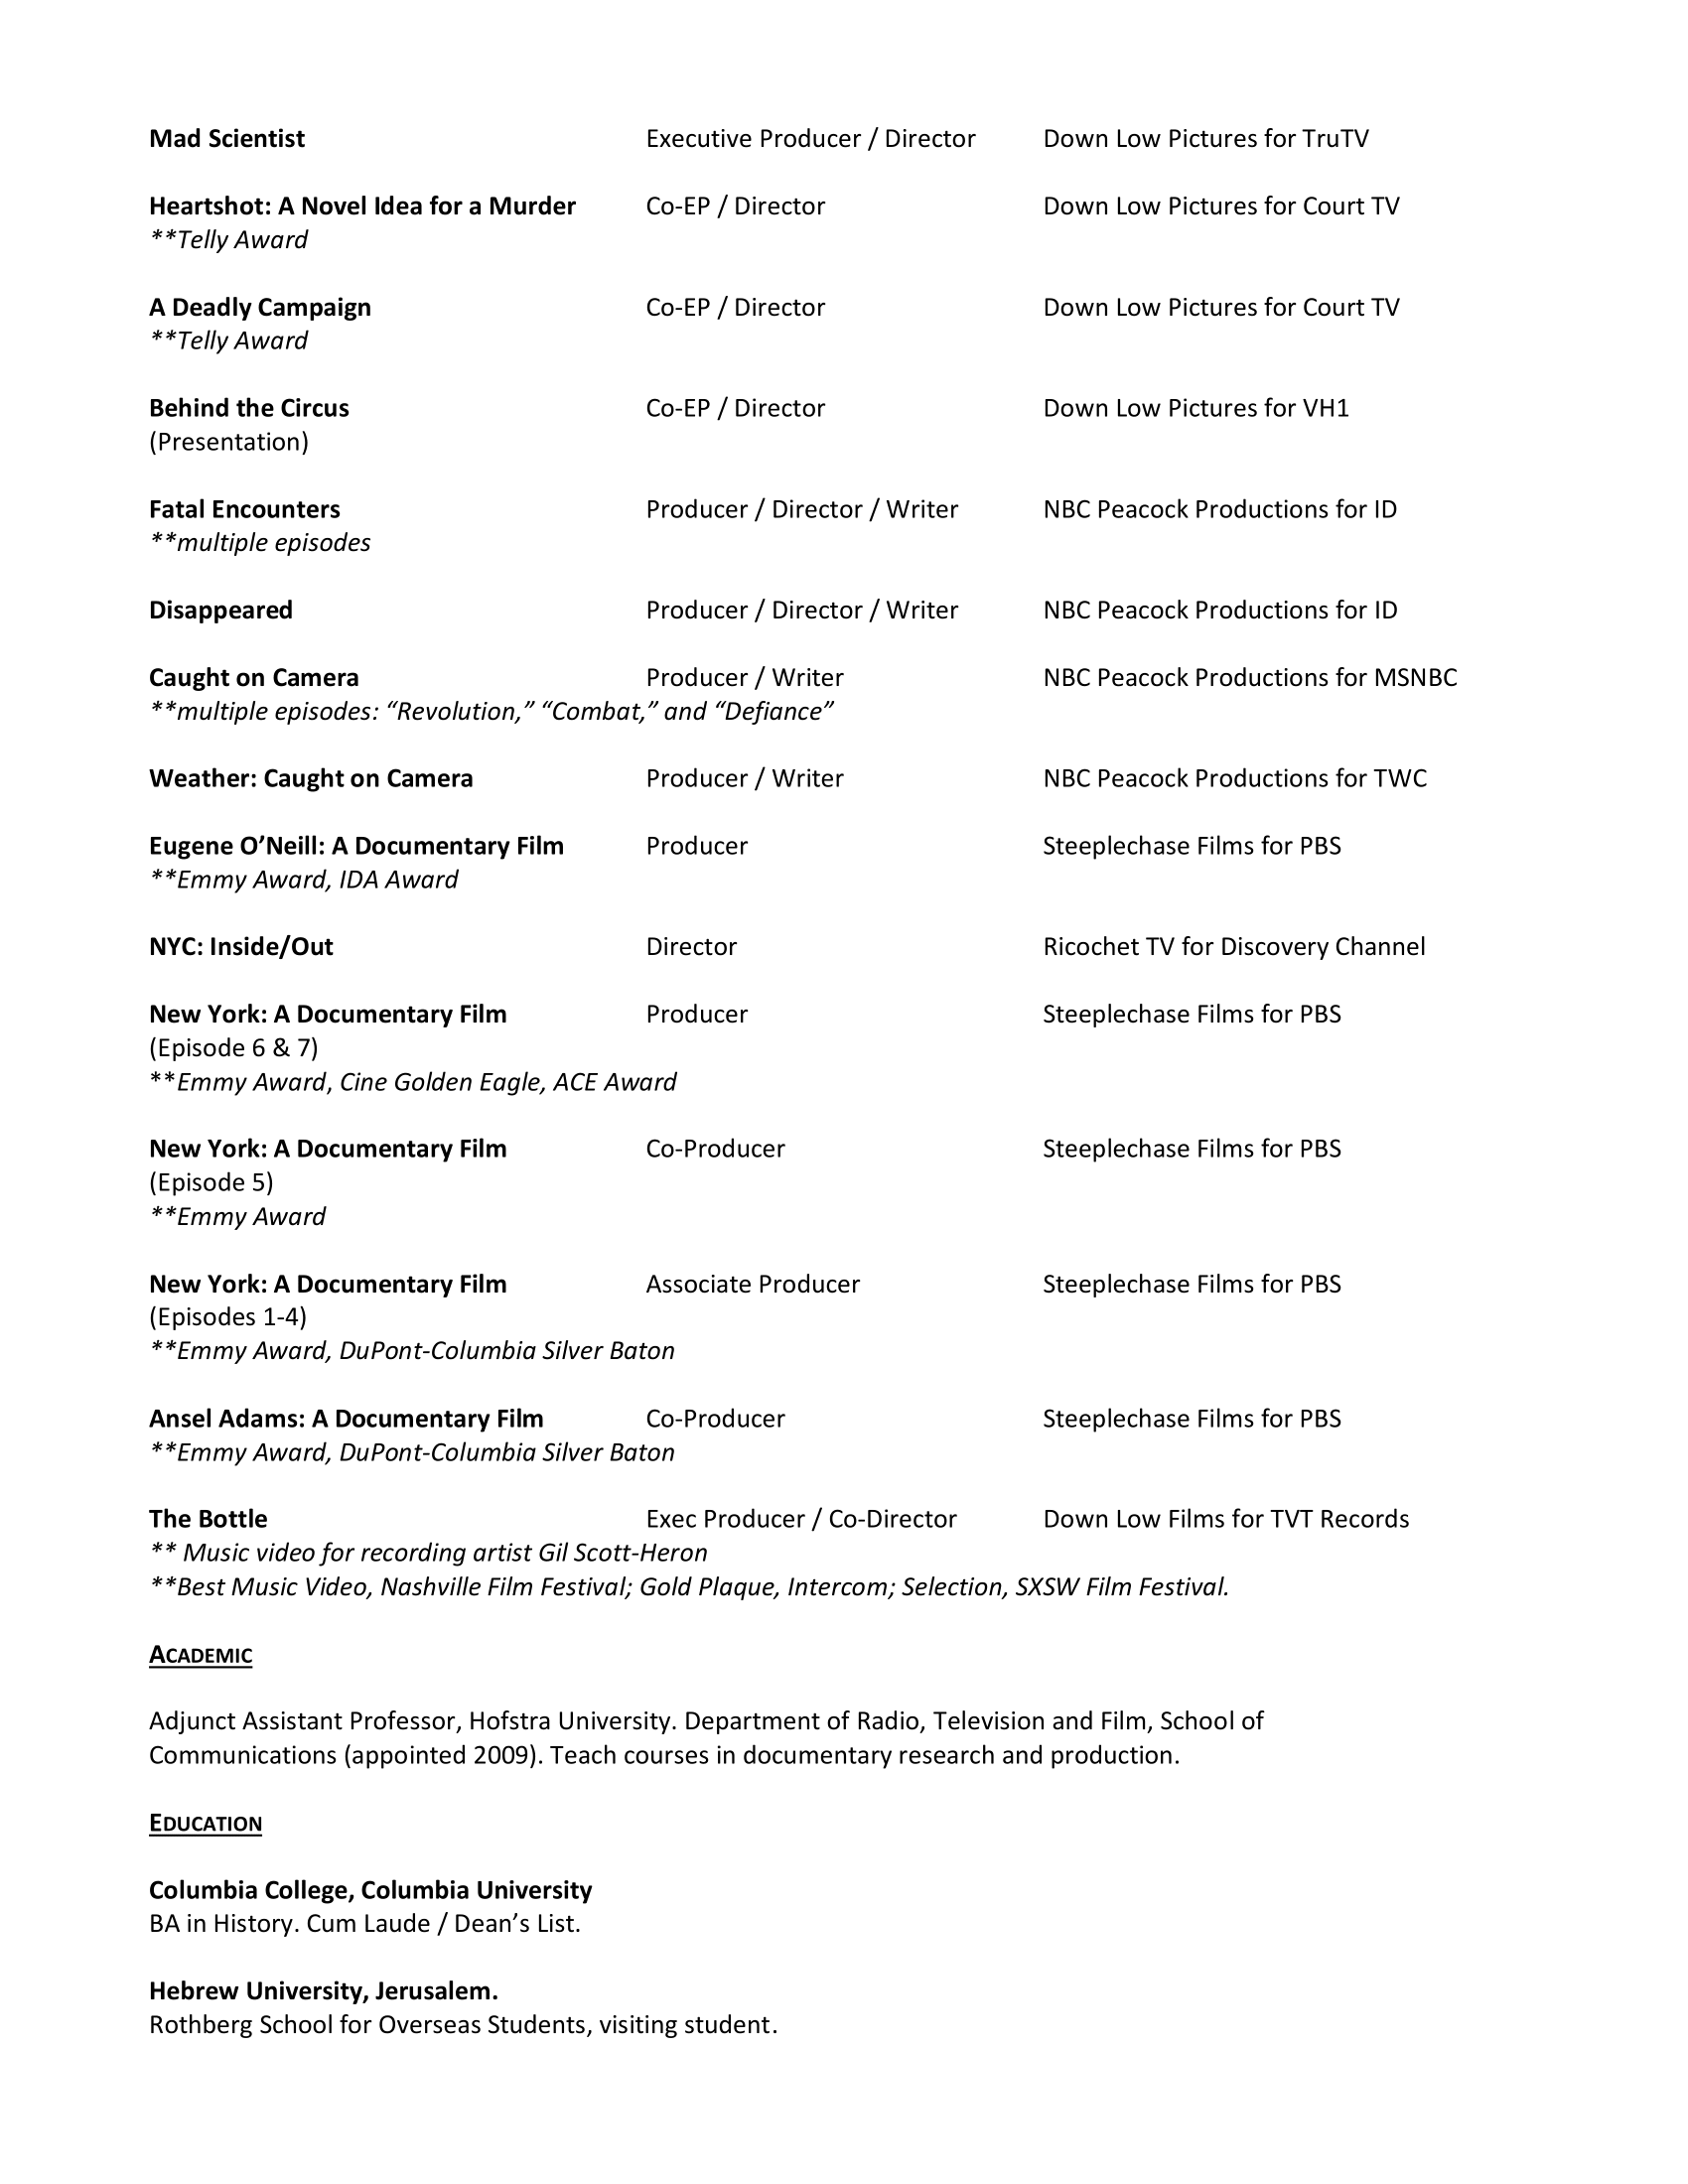 Mad Scientist Executive Producer / Director Down Low Pictures for TruTV
Heartshot: A Novel Idea for a Murder Co-EP / Director Down Low Pictures for Court TV
**Telly Award
A Deadly Campaign Co-EP / Director Down Low Pictures for Court TV
**Telly Award
Behind the Circus Co-EP / Director Down Low Pictures for VH1
(Presentation)
Fatal Encounters Producer / Director / Writer NBC Peacock Productions for ID
**multiple episodes
Disappeared Producer / Director / Writer NBC Peacock Productions for ID
Caught on Camera Producer / Writer NBC Peacock Productions for MSNBC
**multiple episodes: “Revolution,” “Combat,” and “Defiance”
Weather: Caught on Camera Producer / Writer NBC Peacock Productions for TWC
Eugene O’Neill: A Documentary Film Producer Steeplechase Films for PBS
**Emmy Award, IDA Award
NYC: Inside/Out Director Ricochet TV for Discovery Channel
New York: A Documentary Film Producer Steeplechase Films for PBS
(Episode 6 & 7)
**Emmy Award, Cine Golden Eagle, ACE Award
New York: A Documentary Film Co-Producer Steeplechase Films for PBS
(Episode 5)
**Emmy Award
New York: A Documentary Film Associate Producer Steeplechase Films for PBS
(Episodes 1-4)
**Emmy Award, DuPont-Columbia Silver Baton
Ansel Adams: A Documentary Film Co-Producer Steeplechase Films for PBS
**Emmy Award, DuPont-Columbia Silver Baton
The Bottle Exec Producer / Co-Director Down Low Films for TVT Records
** Music video for recording artist Gil Scott-Heron
**Best Music Video, Nashville Film Festival; Gold Plaque, Intercom; Selection, SXSW Film Festival.
ACADEMIC
Adjunct Assistant Professor, Hofstra University. Department of Radio, Television and Film, School of
Communications (appointed 2009). Teach courses in documentary research and production.
EDUCATION
Columbia College, Columbia University
BA in History. Cum Laude / Dean’s List.
Hebrew University, Jerusalem.
Rothberg School for Overseas Students, visiting student.